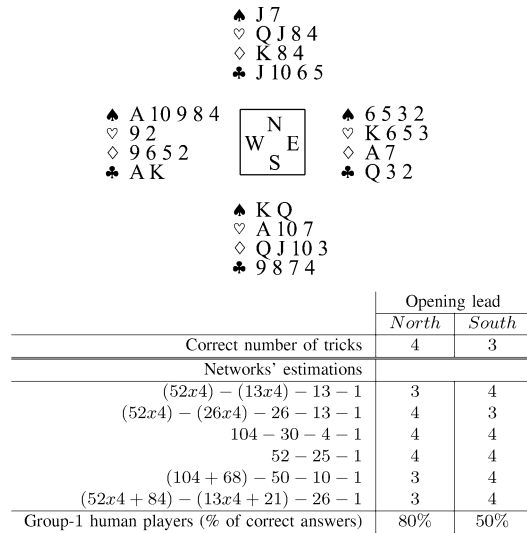 ♠ J 7
♡ Q J 8 4
♢ K 8 4
♣ J 10 6 5
♠ A 10 9 8 4 N ♠ 6 5 3 2
♡ 9 2 W E ♡ K 6 5 3
♢ 9 6 5 2 S ♢ A 7
♣ A K ♣ Q 3 2
♠ K Q
♡ A 10 7
♢ Q J 10 3
♣ 9 8 7 4
Opening lead
North South
Correct number of tricks 4 3
Networks' estimations
(52x4) − (13x4) − 13 − 1 3 4
(52x4) − (26x4) − 26 − 13 − 1 4 3
104 − 30 − 4 − 1 4 4
52 − 25 − 1 4 4
(104 + 68) − 50 − 10 − 1 3 4
(52x4 + 84) − (13x4 + 21) − 26 − 1 3 4
Group-1 human players (% of correct answers) 80% 50%